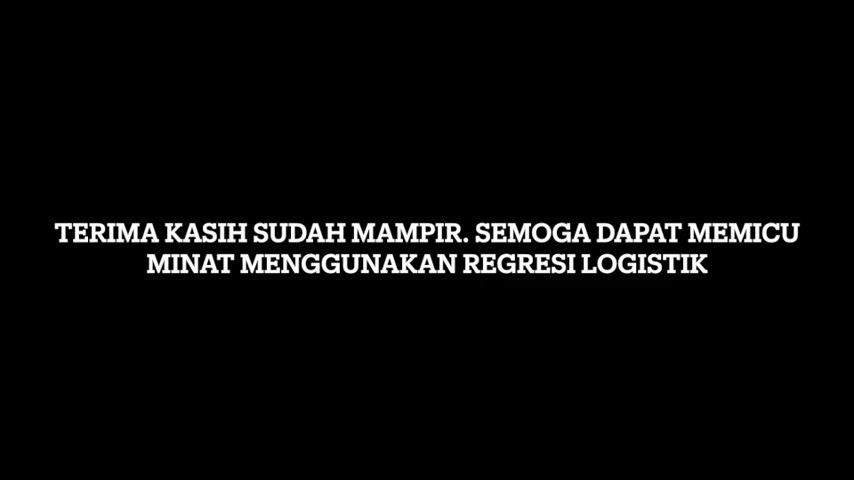 TERIMA KASIH SUDAH MAMPIR. SEMOGA DAPAT MEMICU
MINAT MENGGUNAKAN REGRESI LOGISTIK